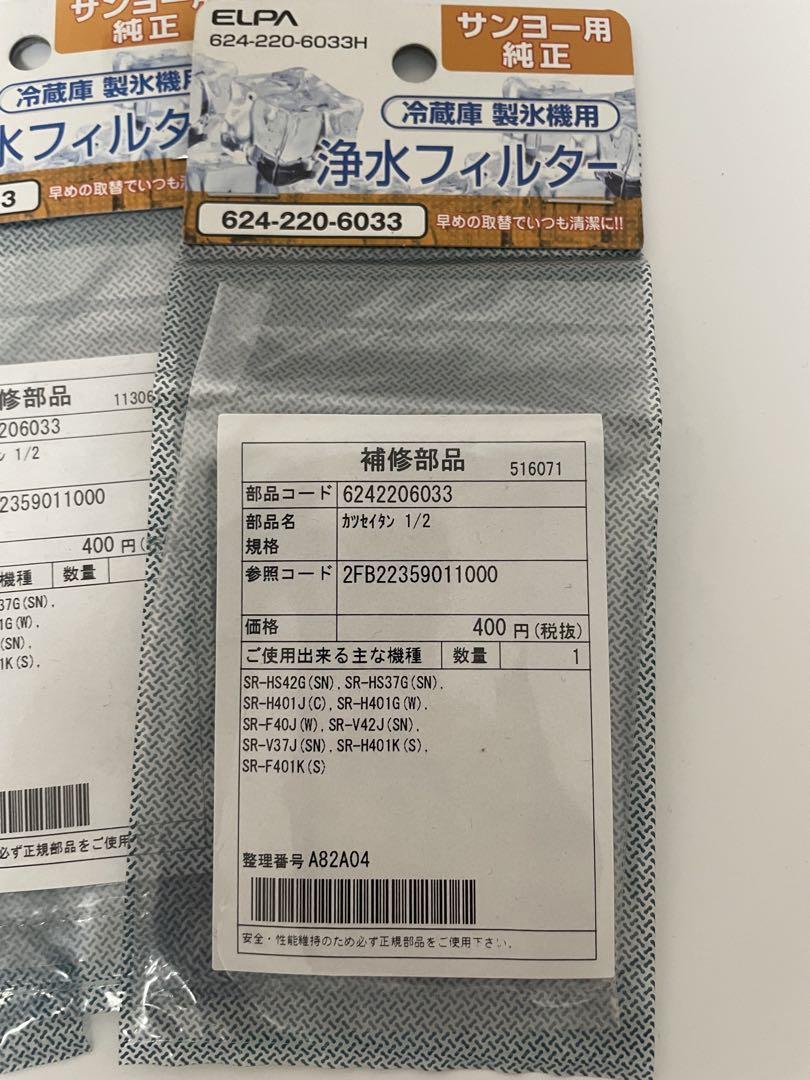 サンヨー用
純正
冷蔵庫 製氷機用
水フィルタ
3
早めの取替でいつも
修部品 11306
206033
ﾝ 1/2
22359011000
400 円
機種 数量
37G(SN).
1G(W).
(SN).
1K(S).
必ず正規部品をご使用
ELPA
624-220-6033H
サンヨー用
純正
冷蔵庫 製氷機用
浄水フィルター
624-220-6033 早めの取替でいつも清潔に!!
補修部品 516071
部品コード 6242206033
部品名 ｶﾂｾｲﾀﾝ 1/2
規格
参照コード 2FB22359011000
価格 400 円(税抜)
ご使用出来る主な機種 数量 1
SR-HS42G(SN).SR-HS37G(SN).
SR-H401J(C).SR-H401G(W).
SR-F40J(W).SR-V42J(SN).
SR-V37J(SN).SR-H401K(S).
SR-F401K(S)
整理番号 A82A04
安全・性能維持のため必ず正規部品をご使用下さい.